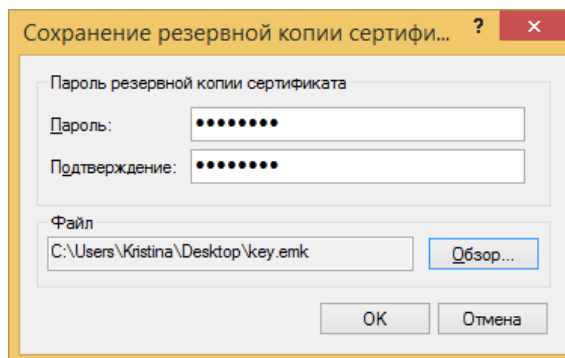 Сохранение резервной копии сертифи... ?
Пароль резервной копии сертификата
Пароль: ●●●●●●●●
Подтверждение: ●●●●●●●●
Файл
C:\Users\Kristina\Desktop\key.emk Обзор...
OK Отмена